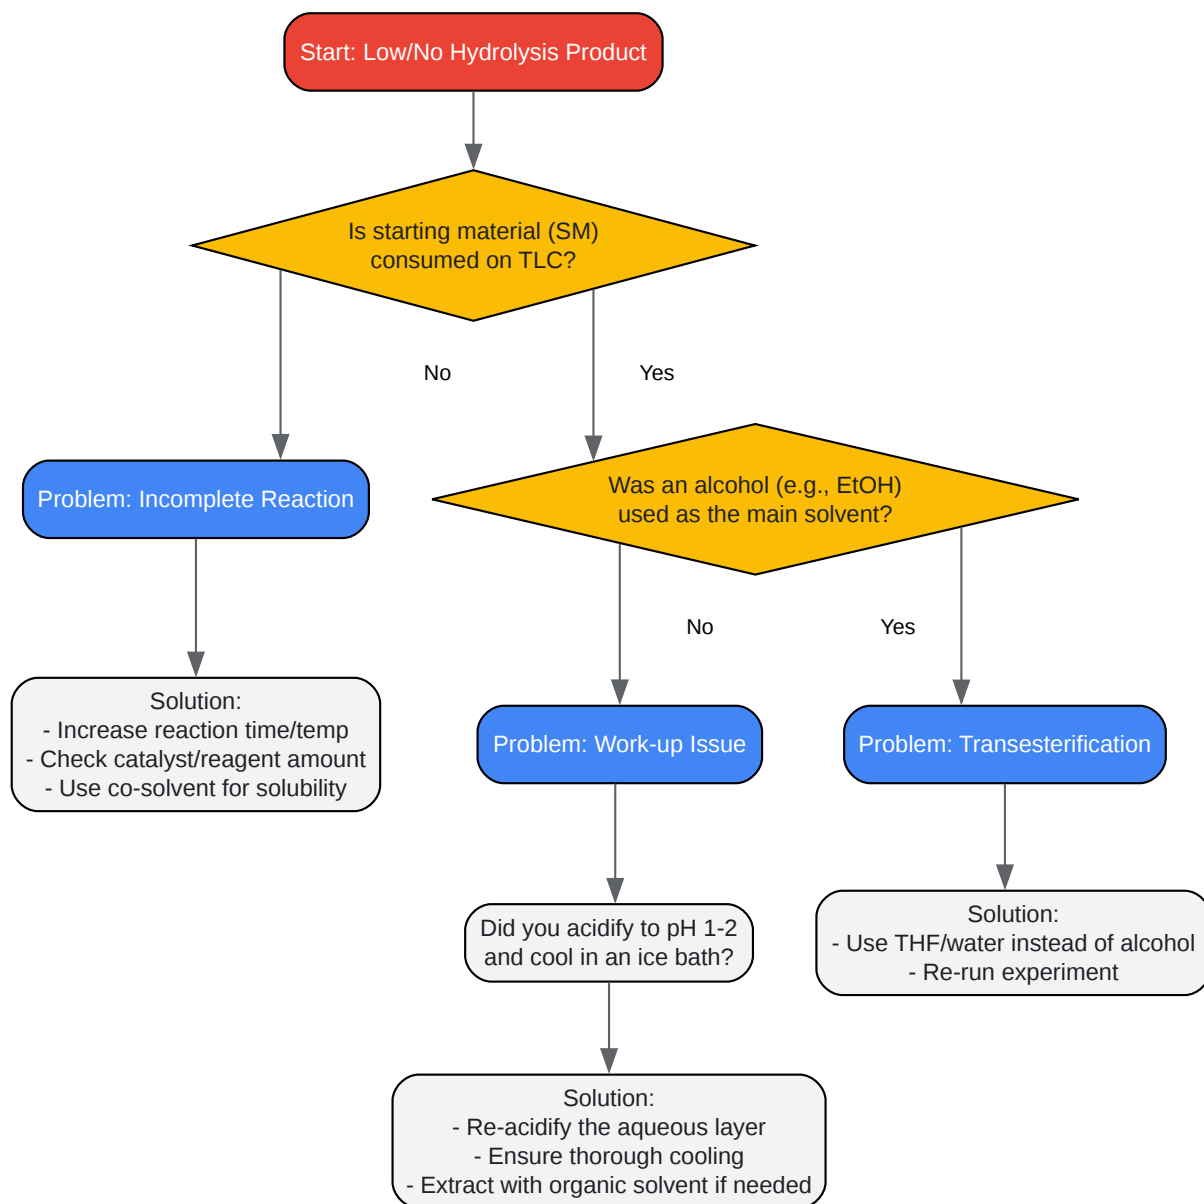 Start: Low/No Hydrolysis Product
Is starting material (SM)
consumed on TLC?
No
Yes
Problem: Incomplete Reaction
Was an alcohol (e.g., EtOH)
used as the main solvent?
No
Yes
Solution:
- Increase reaction time/temp
- Check catalyst/reagent amount
- Use co-solvent for solubility
Problem: Work-up Issue
Problem: Transesterification
Did you acidify to pH 1-2
and cool in an ice bath?
Solution:
- Use THF/water instead of alcohol
- Re-run experiment
Solution:
- Re-acidify the aqueous layer
- Ensure thorough cooling
- Extract with organic solvent if needed